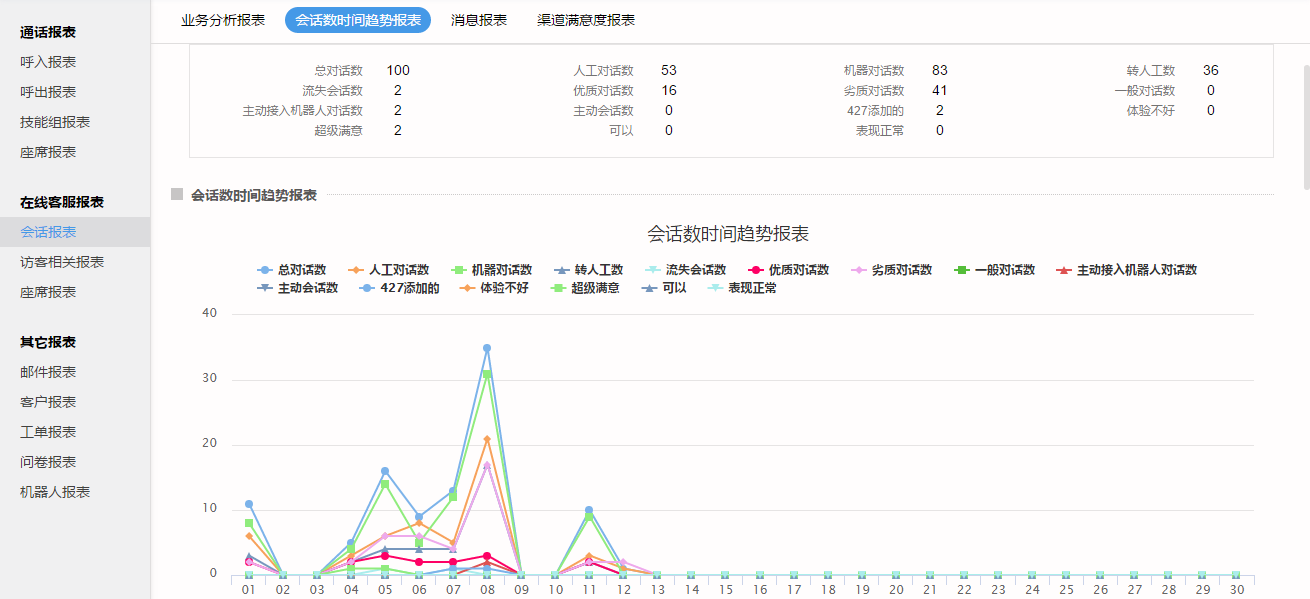 通话报表
呼入报表
呼出报表
技能组报表
座席报表
在线客服报表
会话报表
访客相关报表
座席报表
其它报表
邮件报表
客户报表
工单报表
问卷报表
机器人报表
业务分析报表 会话数时间趋势报表 消息报表 渠道满意度报表
总对话数 100 人工对话数 53 机器对话数 83 转人工数 36
流失会话数 2 优质对话数 16 劣质对话数 41 一般对话数 0
主动接入机器人对话数 2 主动会话数 0 427添加的 2 体验不好 0
超级满意 2 可以 0 表现正常 0
会话数时间趋势报表
会话数时间趋势报表
总对话数 人工对话数 机器对话数 转人工数 流失会话数 优质对话数 劣质对话数 一般对话数 主动接入机器人对话数
主动会话数 427添加的 体验不好 超级满意 可以 表现正常
40
30
20
10
0
01 02 03 04 05 06 07 08 09 10 11 12 13 14 15 16 17 18 19 20 21 22 23 24 25 26 27 28 29 30